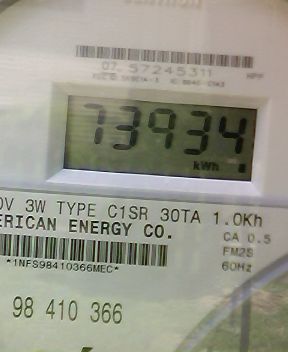 07 57245311
73934
kWh
0V 3W TYPE C1SR 30TA 1.0Kh
ERICAN ENERGY CO.
CA 0.5
FM2S
*1NFS98410366MEC*
60Hz
98 410 366